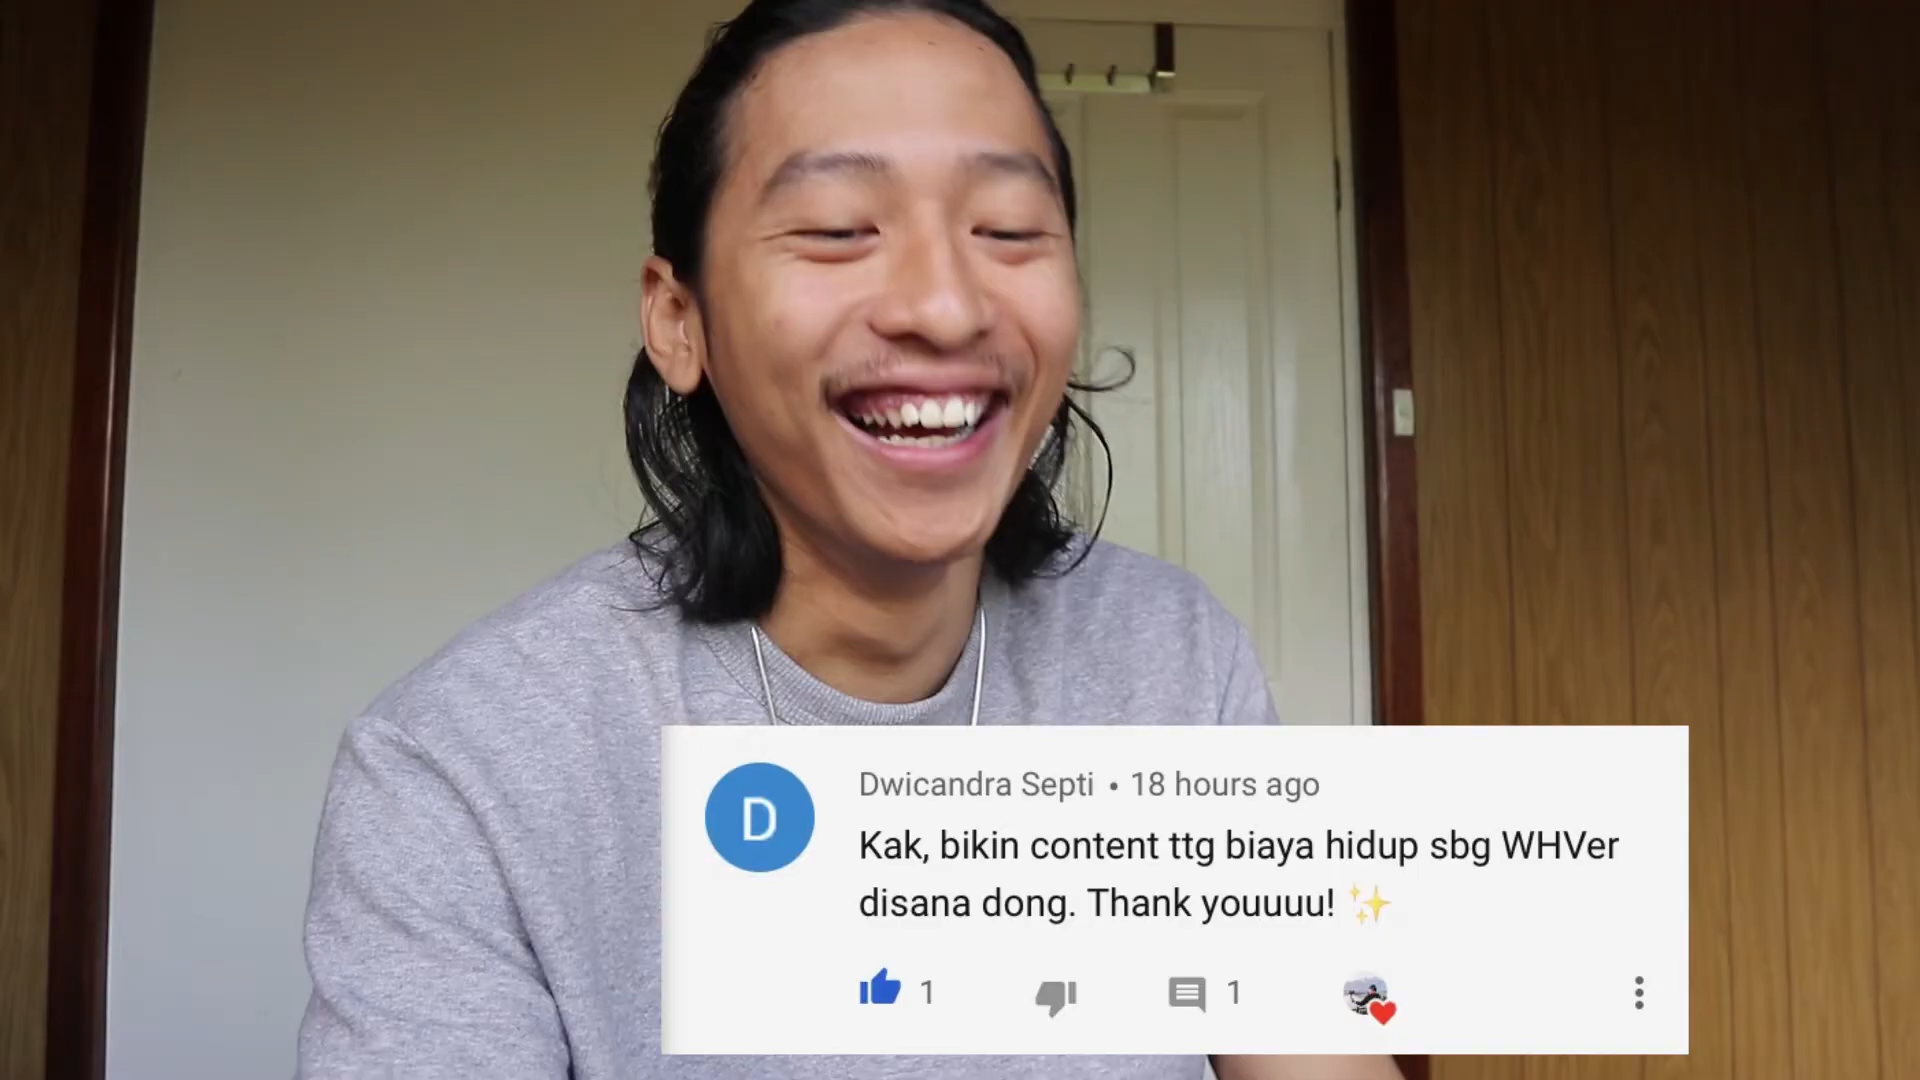 D
Dwicandra Septi • 18 hours ago
Kak, bikin content ttg biaya hidup sbg WHVer
disana dong. Thank youuuu! ✨
1
1